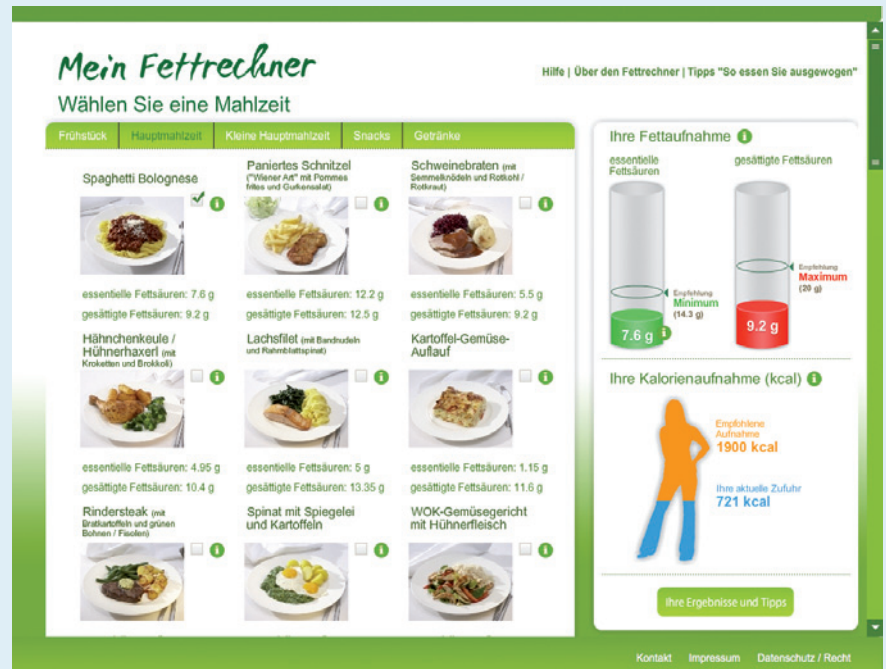 Mein Fettrechner
Hilfe | Über den Fettrechner | Tipps "So essen Sie ausgewogen"
Wählen Sie eine Mahlzeit
Frühstück
Hauptmahlzeit
Kleine Hauptmahlzeit
Snacks
Getränke
Spaghetti Bolognese
essentielle Fettsäuren: 7.6 g
gesättigte Fettsäuren: 9.2 g
Paniertes Schnitzel
("Wiener Art" mit Pommes
frites und Gurkensalat)
essentielle Fettsäuren: 12.2 g
gesättigte Fettsäuren: 12.5 g
Schweinebraten (mit
Semmelknödeln und Rotkohl /
Rotkraut)
essentielle Fettsäuren: 5.5 g
gesättigte Fettsäuren: 9.2 g
Hähnchenkeule /
Hühnerhaxerl (mit
Kroketten und Brokkoli)
essentielle Fettsäuren: 4.95 g
gesättigte Fettsäuren: 10.4 g
Lachsfilet (mit Bandnudeln
und Rahmblattspinat)
essentielle Fettsäuren: 5 g
gesättigte Fettsäuren: 13.35 g
Kartoffel-Gemüse-
Auflauf
essentielle Fettsäuren: 1.15 g
gesättigte Fettsäuren: 11.6 g
Rindersteak (mit
Bratkartoffeln und grünen
Bohnen / Fisolen)
Spinat mit Spiegelei
und Kartoffeln
WOK-Gemüsegericht
mit Hühnerfleisch
Ihre Fettaufnahme
essentielle
Fettsäuren
gesättigte Fettsäuren
Empfehlung
Minimum
(14.3 g)
7.6 g
Empfehlung
Maximum
(20 g)
9.2 g
Ihre Kalorienaufnahme (kcal)
Empfohlene
Aufnahme
1900 kcal
Ihre aktuelle Zufuhr
721 kcal
Ihre Ergebnisse und Tipps
Kontakt
Impressum
Datenschutz / Recht